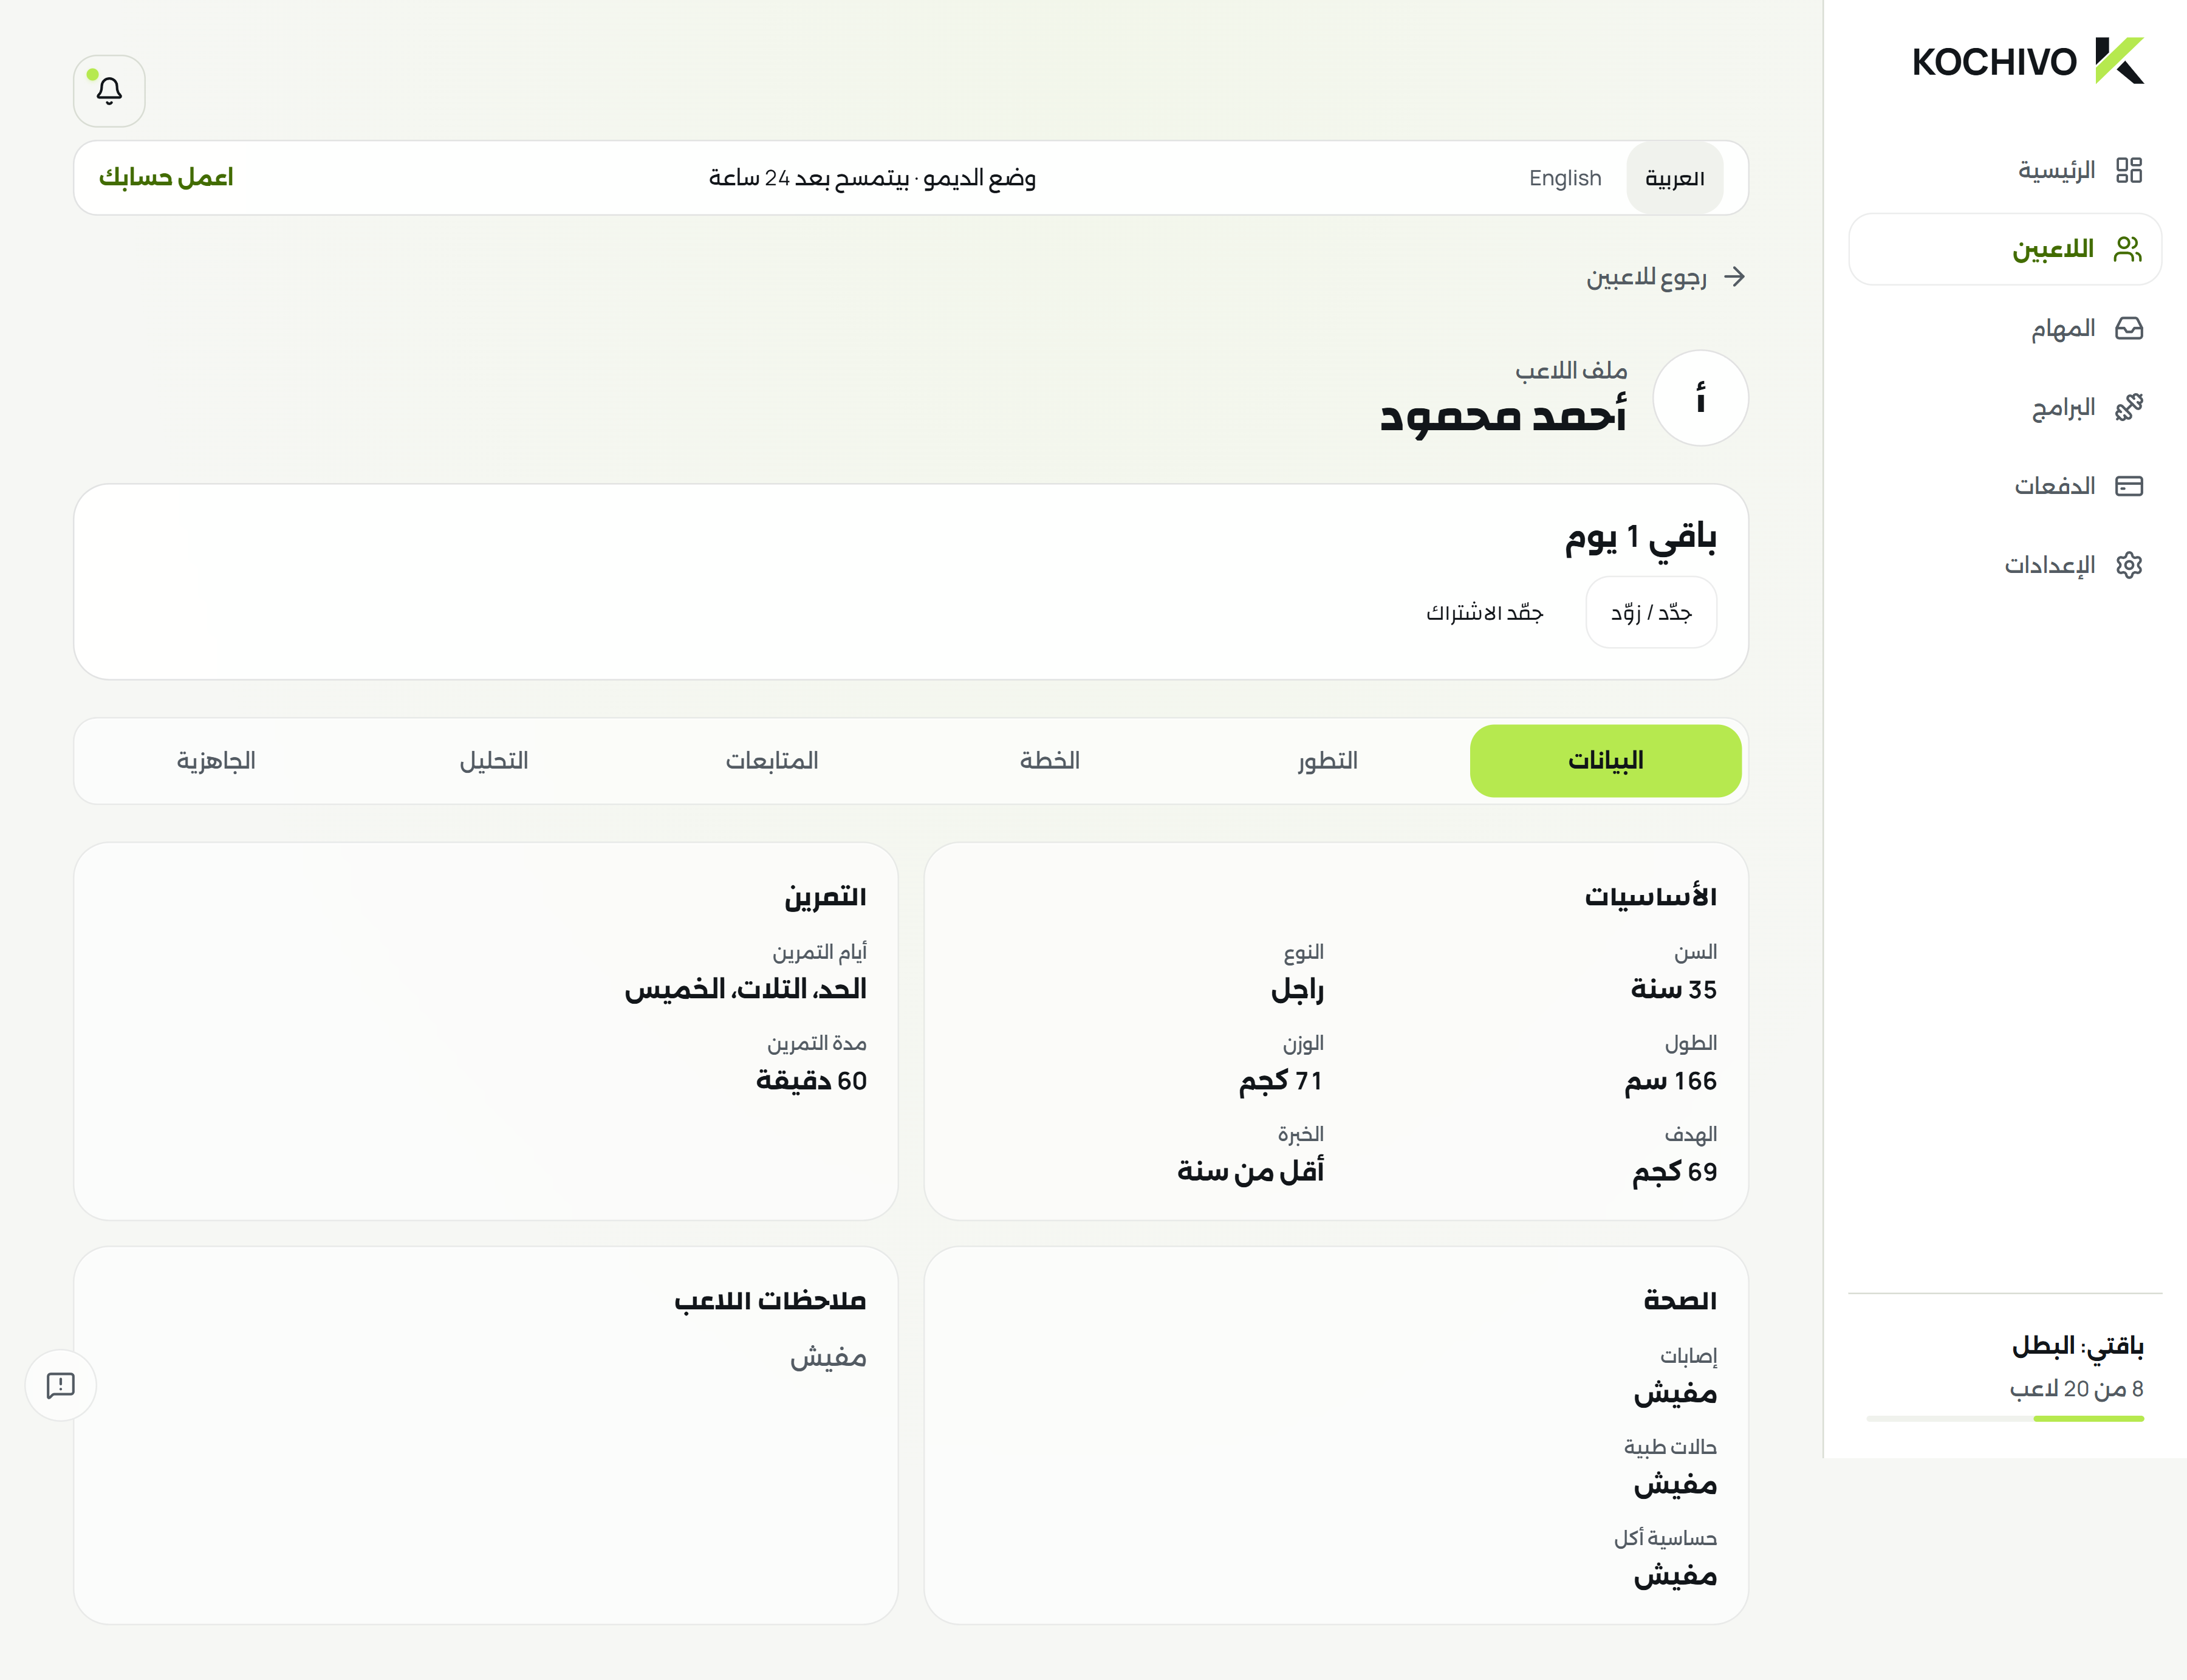 KOCHIVO
الرئيسية
اللاعبين
المهام
البرامج
الدفعات
الإعدادات
باقتي: البطل
8 من 20 لاعب
العربية
English
وضع الديمو · بيتمسح بعد 24 ساعة
اعمل حسابك
رجوع للاعبين
أ
ملف اللاعب
أحمد محمود
باقي 1 يوم
جدّد / زوّد
جمّد الاشتراك
البيانات
التطور
الخطة
المتابعات
التحليل
الجاهزية
الأساسيات
السن
35 سنة
النوع
راجل
الطول
166 سم
الوزن
71 كجم
الهدف
69 كجم
الخبرة
أقل من سنة
التمرين
أيام التمرين
الحد، التلات، الخميس
مدة التمرين
60 دقيقة
الصحة
إصابات
مفيش
حالات طبية
مفيش
حساسية أكل
مفيش
ملاحظات اللاعب
مفيش